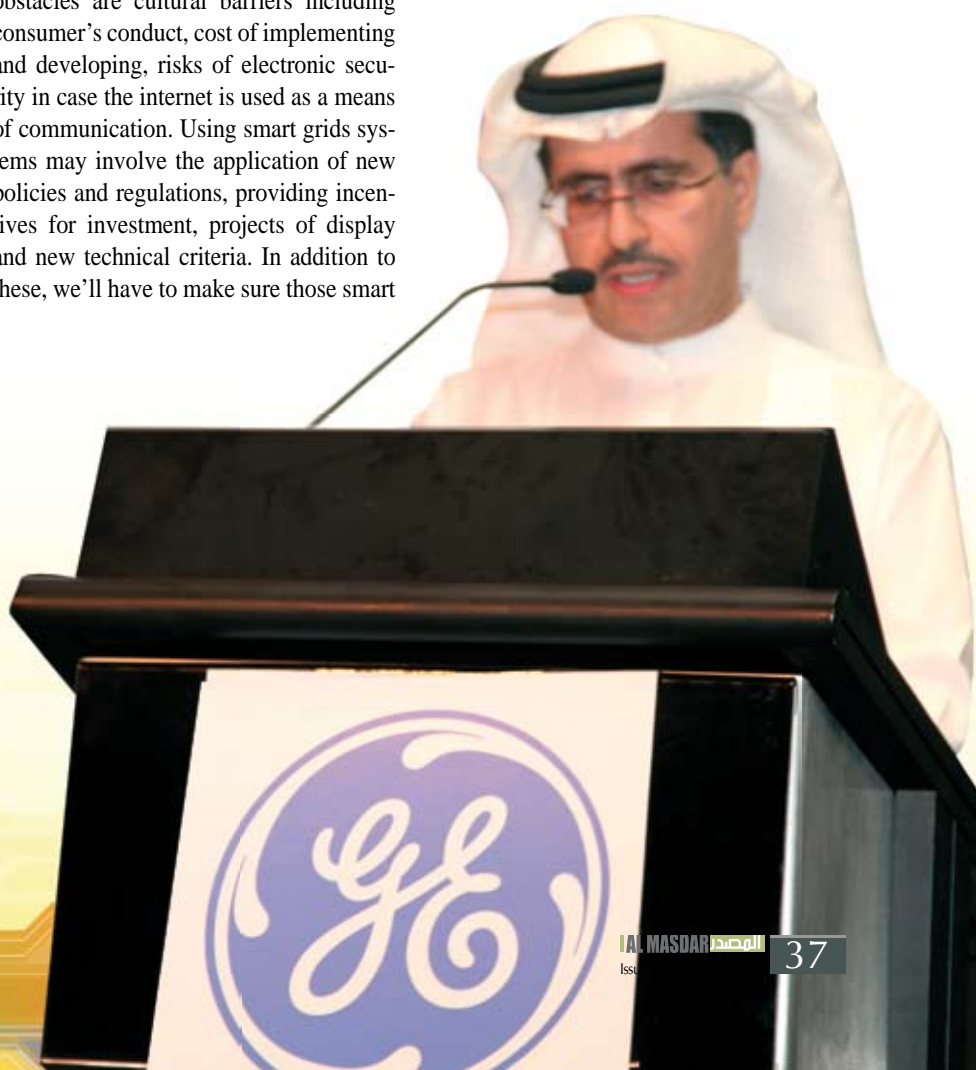 obstacles are cultural barriers including
consumer's conduct, cost of implementing
and developing, risks of electronic secu-
rity in case the internet is used as a means
of communication. Using smart grids sys-
ems may involve the application of new
policies and regulations, providing incen-
ives for investment, projects of display
and new technical criteria. In addition to
hese, we'll have to make sure those smart
GE
AL MASDAR المصدر 37